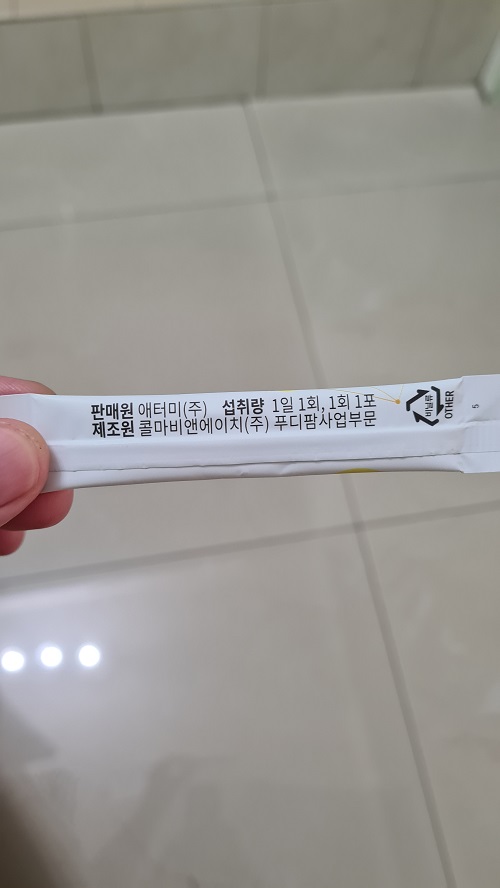 판매원 애터미(주) 섭취량 1일 1회, 1회 1포
제조원 콜마비앤에이치(주) 푸디팜사업부문
비닐류
OTHER
5